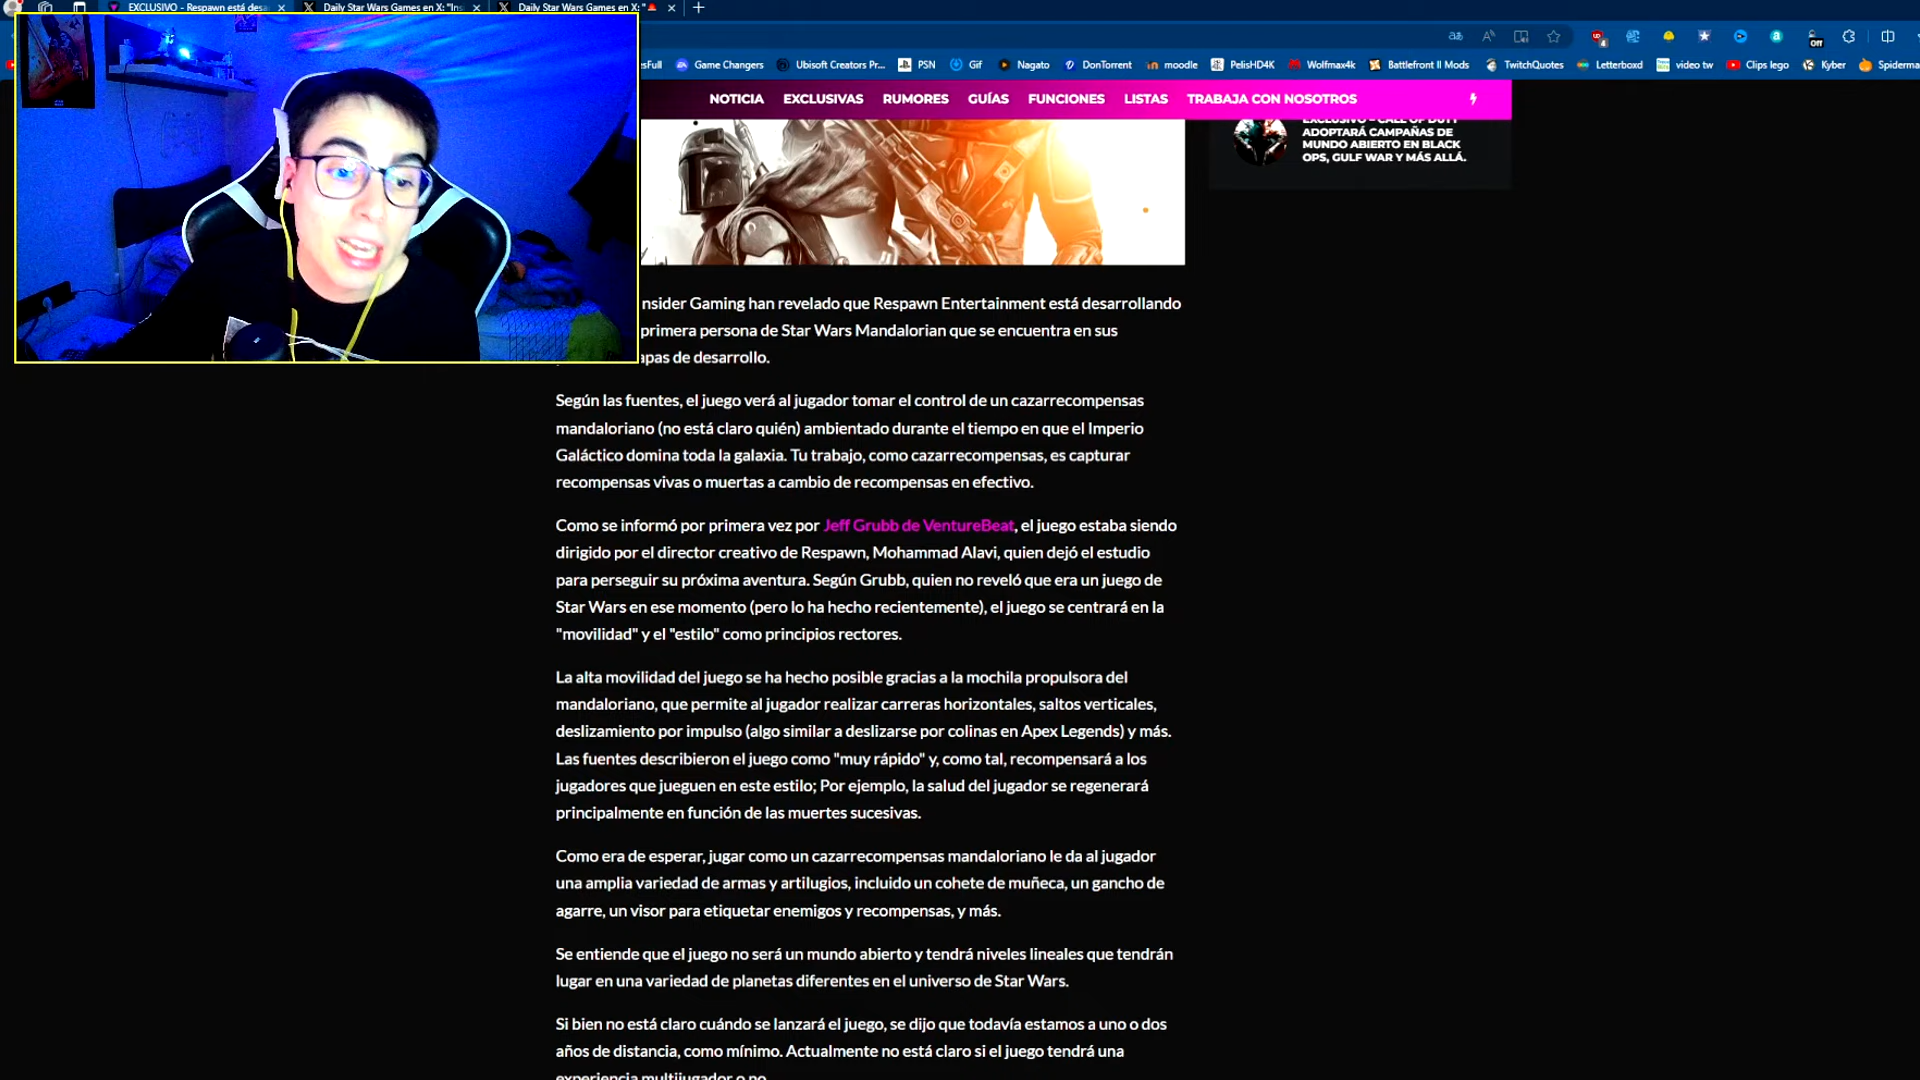 EXCLUSIVO - Respawn está desa
Daily Star Wars Games en X: "Ins
Daily Star Wars Games en X: "
Off
esFull
Game Changers
Ubisoft Creators Pr...
PSN
Gif
Nagato
DonTorrent
moodle
PelisHD4K
Wolfmax4k
Battlefront II Mods
TwitchQuotes
Letterboxd
video tw
Clips lego
Kyber
Spiderma
NOTICIA EXCLUSIVAS RUMORES GUÍAS FUNCIONES LISTAS TRABAJA CON NOSOTROS
EXCLUSIVO – CALL OF DUTY
ADOPTARÁ CAMPAÑAS DE
MUNDO ABIERTO EN BLACK
OPS, GULF WAR Y MÁS ALLÁ.
nsider Gaming han revelado que Respawn Entertainment está desarrollando
primera persona de Star Wars Mandalorian que se encuentra en sus
apas de desarrollo.
Según las fuentes, el juego verá al jugador tomar el control de un cazarrecompensas
mandaloriano (no está claro quién) ambientado durante el tiempo en que el Imperio
Galáctico domina toda la galaxia. Tu trabajo, como cazarrecompensas, es capturar
recompensas vivas o muertas a cambio de recompensas en efectivo.
Como se informó por primera vez por Jeff Grubb de VentureBeat, el juego estaba siendo
dirigido por el director creativo de Respawn, Mohammad Alavi, quien dejó el estudio
para perseguir su próxima aventura. Según Grubb, quien no reveló que era un juego de
Star Wars en ese momento (pero lo ha hecho recientemente), el juego se centrará en la
"movilidad" y el "estilo" como principios rectores.
La alta movilidad del juego se ha hecho posible gracias a la mochila propulsora del
mandaloriano, que permite al jugador realizar carreras horizontales, saltos verticales,
deslizamiento por impulso (algo similar a deslizarse por colinas en Apex Legends) y más.
Las fuentes describieron el juego como "muy rápido" y, como tal, recompensará a los
jugadores que jueguen en este estilo; Por ejemplo, la salud del jugador se regenerará
principalmente en función de las muertes sucesivas.
Como era de esperar, jugar como un cazarrecompensas mandaloriano le da al jugador
una amplia variedad de armas y artilugios, incluido un cohete de muñeca, un gancho de
agarre, un visor para etiquetar enemigos y recompensas, y más.
Se entiende que el juego no será un mundo abierto y tendrá niveles lineales que tendrán
lugar en una variedad de planetas diferentes en el universo de Star Wars.
Si bien no está claro cuándo se lanzará el juego, se dijo que todavía estamos a uno o dos
años de distancia, como mínimo. Actualmente no está claro si el juego tendrá una
experiencia multijugador o no.